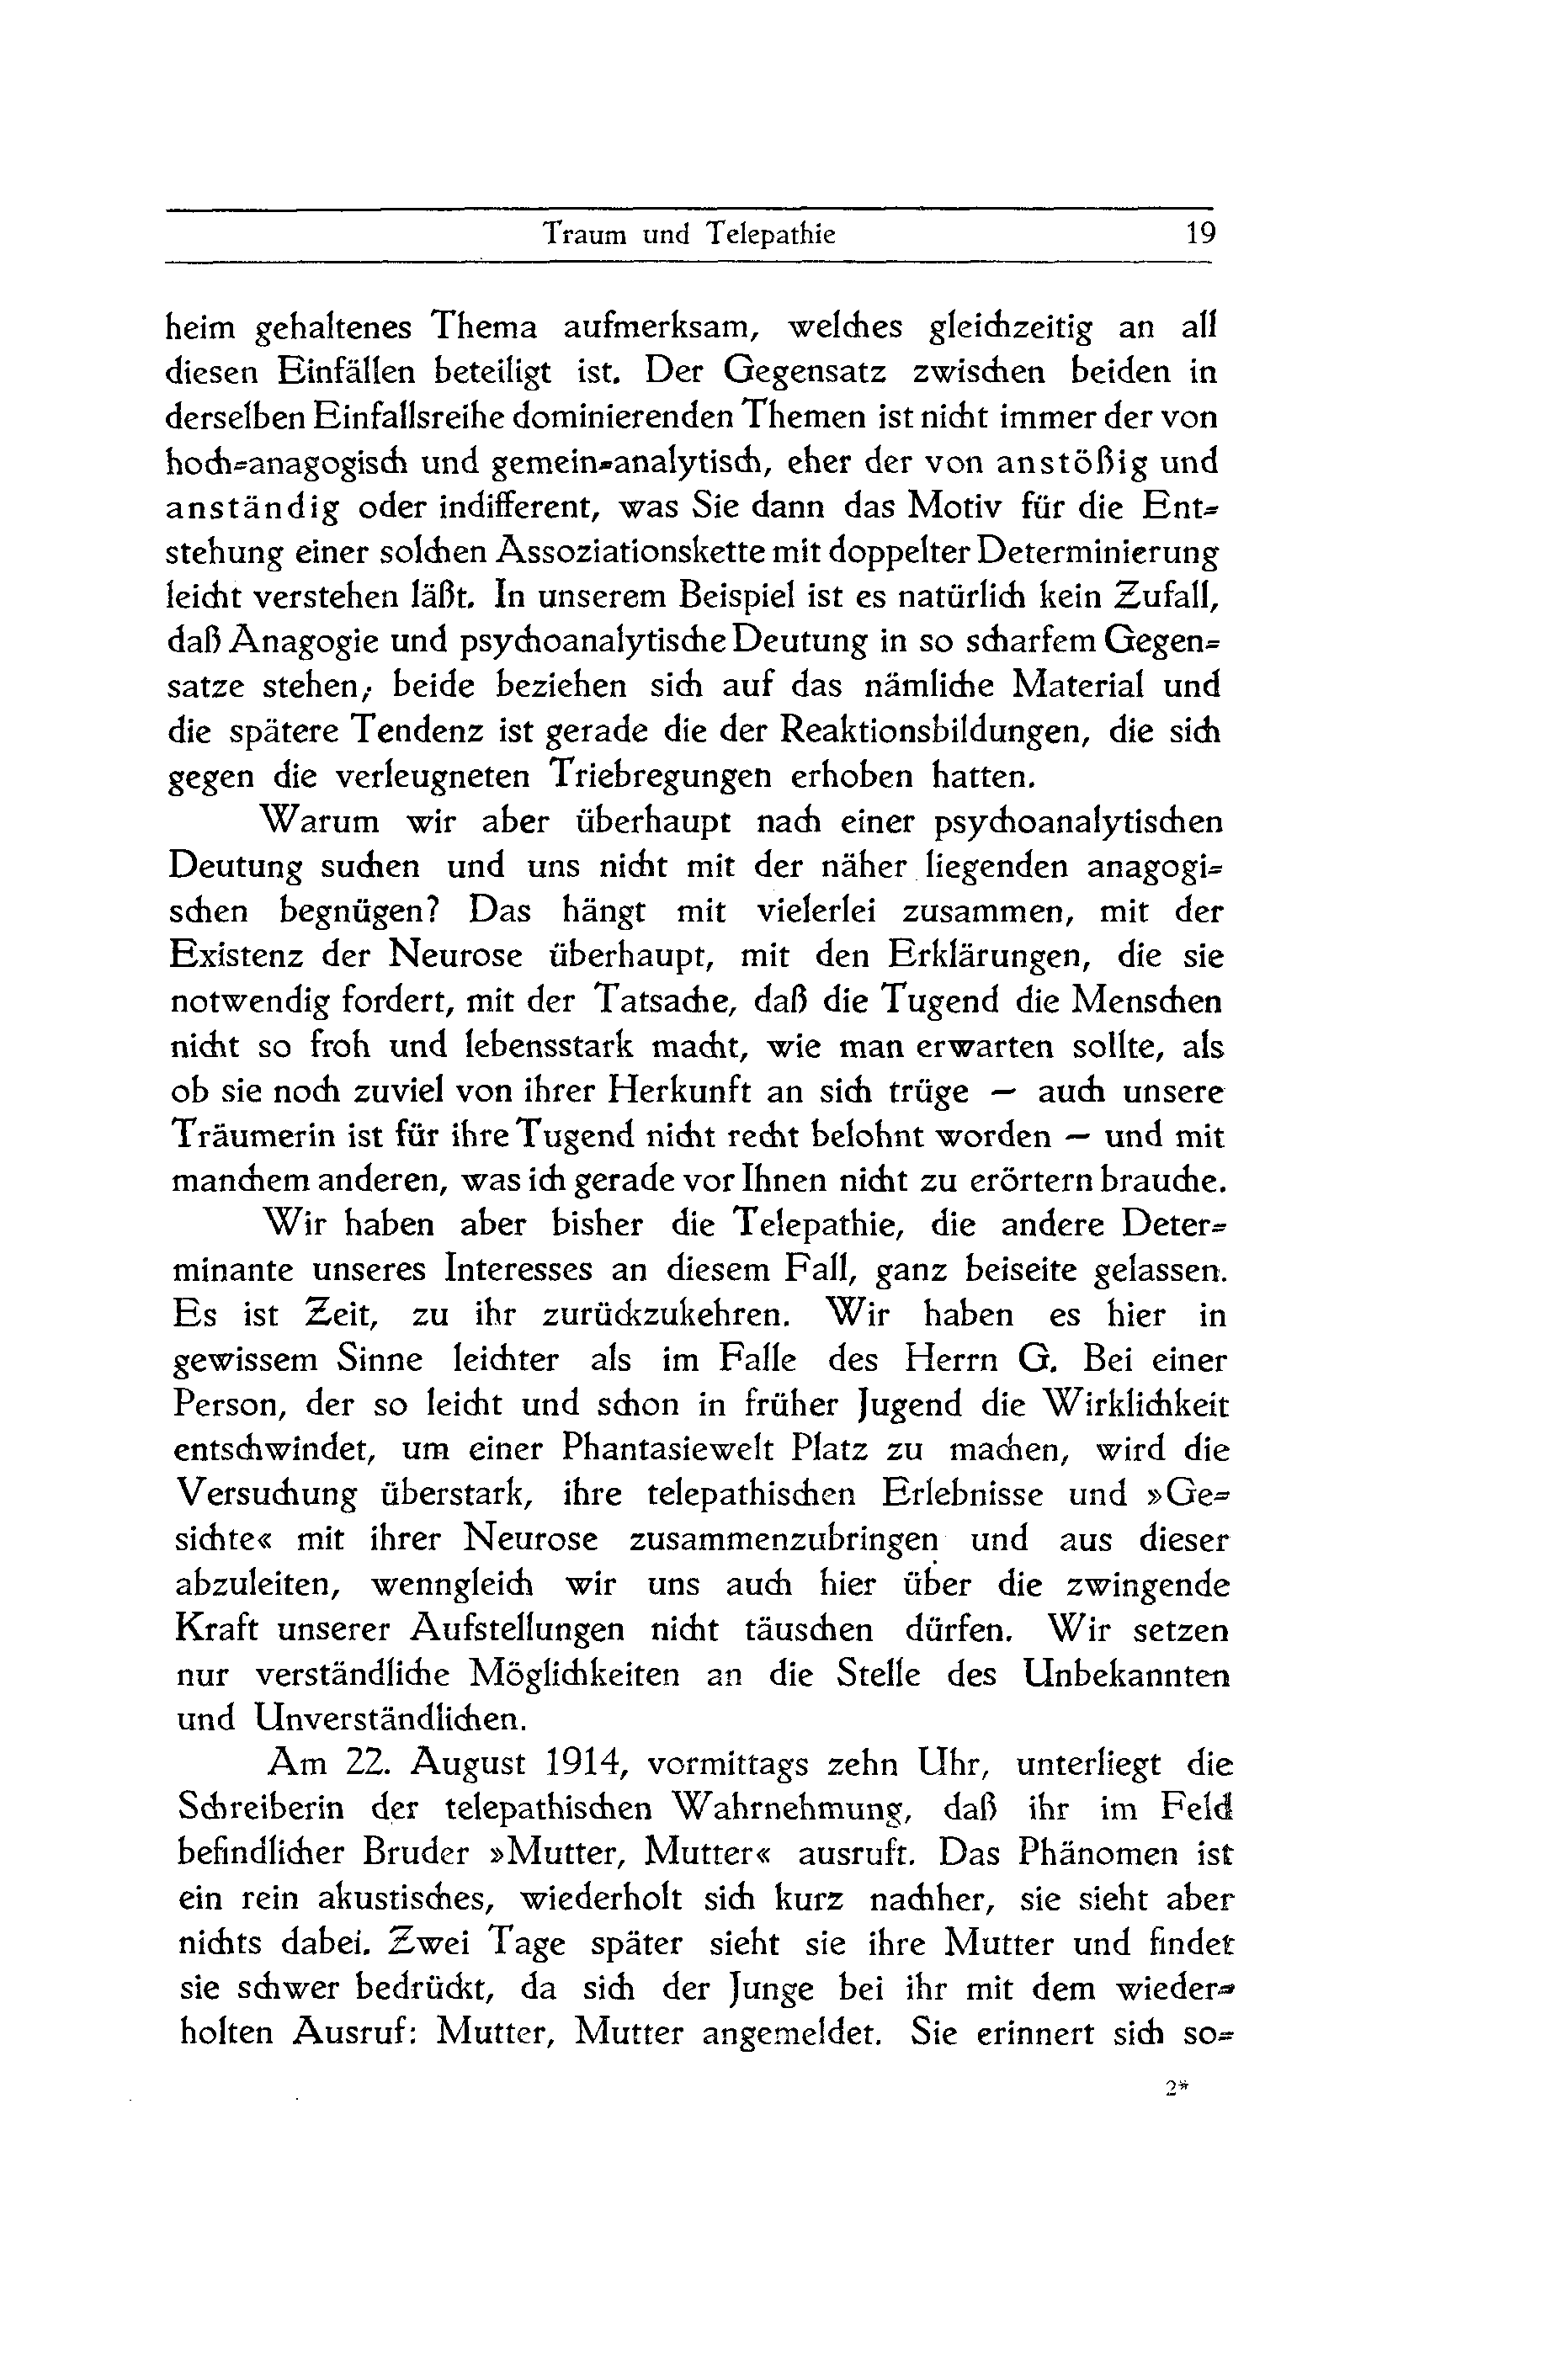 Traum und Telepathie 19
heim gehaltenes Thema aufmerksam, welches gleichzeitig an all
diesen Einfällen beteiligt ist. Der Gegensatz zwischen beiden in
derselben Einfallsreihe dominierenden Themen ist nicht immer der von
hoch-anagogisch und gemein-analytisch, eher der von anstößig und
anständig oder indifferent, was Sie dann das Motiv für die Ent-
stehung einer solchen Assoziationskette mit doppelter Determinierung
leicht verstehen läßt. In unserem Beispiel ist es natürlich kein Zufall,
daß Anagogie und psychoanalytische Deutung in so scharfem Gegen-
satze stehen; beide beziehen sich auf das nämliche Material und
die spätere Tendenz ist gerade die der Reaktionsbildungen, die sich
gegen die verleugneten Triebregungen erhoben hatten.
Warum wir aber überhaupt nach einer psychoanalytischen
Deutung suchen und uns nicht mit der näher liegenden anagogi-
schen begnügen? Das hängt mit vielerlei zusammen, mit der
Existenz der Neurose überhaupt, mit den Erklärungen, die sie
notwendig fordert, mit der Tatsache, daß die Tugend die Menschen
nicht so froh und lebensstark macht, wie man erwarten sollte, als
ob sie noch zuviel von ihrer Herkunft an sich trüge — auch unsere
Träumerin ist für ihre Tugend nicht recht belohnt worden — und mit
manchem anderen, was ich gerade vor Ihnen nicht zu erörtern brauche.
Wir haben aber bisher die Telepathie, die andere Deter-
minante unseres Interesses an diesem Fall, ganz beiseite gelassen.
Es ist Zeit, zu ihr zurückzukehren. Wir haben es hier in
gewissem Sinne leichter als im Falle des Herrn G. Bei einer
Person, der so leicht und schon in früher Jugend die Wirklichkeit
entschwindet, um einer Phantasiewelt Platz zu machen, wird die
Versuchung überstark, ihre telepathischen Erlebnisse und »Ge-
sichte« mit ihrer Neurose zusammenzubringen und aus dieser
abzuleiten, wenngleich wir uns auch hier über die zwingende
Kraft unserer Aufstellungen nicht täuschen dürfen. Wir setzen
nur verständliche Möglichkeiten an die Stelle des Unbekannten
und Unverständlichen.
Am 22. August 1914, vormittags zehn Uhr, unterliegt die
Schreiberin der telepathischen Wahrnehmung, daß ihr im Feld
befindlicher Bruder »Mutter, Mutter« ausruft. Das Phänomen ist
ein rein akustisches, wiederholt sich kurz nachher, sie sieht aber
nichts dabei. Zwei Tage später sieht sie ihre Mutter und findet
sie schwer bedrückt, da sich der Junge bei ihr mit dem wieder-
holten Ausruf: Mutter, Mutter angemeldet. Sie erinnert sich so-
2*